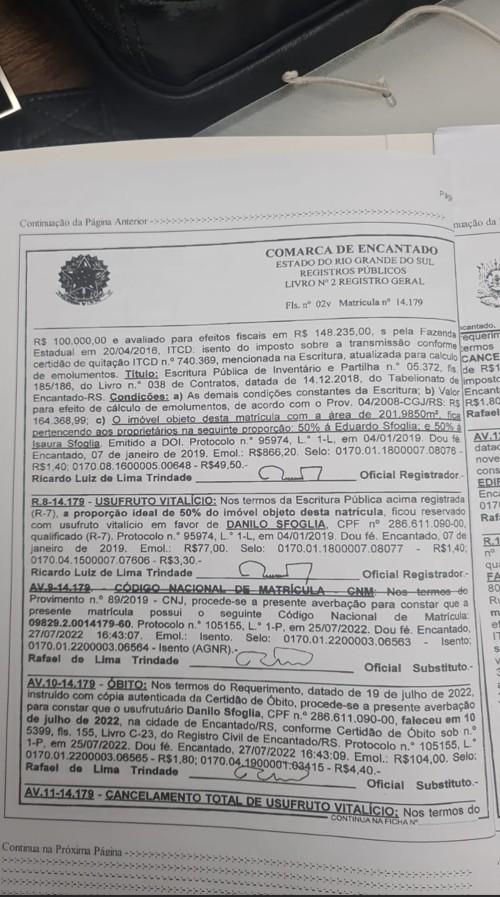 Pág
Continuação da Página Anterior
nuação da
COMARCA DE ENCANTADO
ESTADO DO RIO GRANDE DO SUL
REGISTROS PÚBLICOS
LIVRO Nº 2 REGISTRO GERAL
Fls. nº 02v Matrícula nº 14.179
R$ 100.000,00 e avaliado para efeitos fiscais em R$ 148.235,00, s pela Fazenda
Estadual em 20/04/2016, ITCD: isento do imposto sobre a transmissão conforme
certidão de quitação ITCD n.º 740.369, mencionada na Escritura, atualizada para calculo
de emolumentos. Título: Escritura Pública de Inventário e Partilha n.° 05.372, fls.
185/186, do Livro n.° 038 de Contratos, datada de 14.12.2018, do Tabelionato de
Encantado-RS. Condições: a) As demais condições constantes da Escritura; b) Valor
para efeito de cálculo de emolumentos, de acordo com o Prov. 04/2008-CGJ/RS: R$
164.368,99; c) O imóvel objeto desta matrícula com a área de 201,9850m², fica
pertencendo aos proprietários na seguinte proporção: 50% á Eduardo Sfoglia; e 50% á
Isaura Sfoglia. Emitido a DOI. Protocolo n.° 95974, L.° 1-L, em 04/01/2019. Dou fé.
Encantado, 07 de janeiro de 2019. Emol.: R$866,20. Selo: 0170.01.1800007.08076 -
R$1,40; 0170.08.1600005.00648 - R$49,50.-
Ricardo Luiz de Lima Trindade Oficial Registrador.-
R.8-14.179 - USUFRUTO VITALÍCIO: Nos termos da Escritura Pública acima registrada
(R-7), a proporção ideal de 50% do imóvel objeto desta natrícula, ficou reservado
com usufruto vitalício em favor de DANILO SFOGLIA, CPF nº 286.611.090-00,
qualificado (R-7). Protocolo n.° 95974, L.° 1-L, em 04/01/2019. Dou fé. Encantado, 07 de
janeiro de 2019. Emol.: R$77,00. Selo: 0170.01.1800007.08077 - R$1,40;
0170.04.1500007.07606 - R$3,30.-
Ricardo Luiz de Lima Trindade Oficial Registrador.-
AV.9-14.179 - CÓDIGO NACIONAL DE MATRÍCULA - CNM: Nos termos do
Provimento n.° 89/2019 - CNJ, procede-se a presente averbação para constar que a
presente matrícula possui o seguinte Código Nacional de Matrícula:
09829.2.0014179-60. Protocolo n.° 105155, L.° 1-P, em 25/07/2022. Dou fé. Encantado,
27/07/2022 16:43:07. Emol.: Isento. Selo: 0170.01.2200003.06563 - Isento;
0170.01.2200003.06564 - Isento (AGNR).-
Rafael de Lima Trindade Oficial Substituto.-
AV.10-14.179 - ÓBITO: Nos termos do Requerimento, datado de 19 de julho de 2022,
instruído com cópia autenticada da Certidão de Óbito, procede-se a presente averbação
para constar que o usufrutuário Danilo Sfoglia, CPF n.° 286.611.090-00, faleceu em 10
de julho de 2022, na cidade de Encantado/RS, conforme Certidão de Óbito sob n.°
5399, fls. 155, Livro C-23, do Registro Civil de Encantado/RS. Protocolo n.° 105155, L.°
1-P, em 25/07/2022. Dou fé. Encantado, 27/07/2022 16:43:09. Emol.: R$104,00. Selo:
0170.01.2200003.06565 - R$1,80; 0170.04.1900001.03415 - R$4,40.-
Rafael de Lima Trindade Oficial Substituto.-
AV.11-14.179 - CANCELAMENTO TOTAL DE USUFRUTO VITALÍCIO: Nos termos do
CONTINUA NA FICHA Nº
Continua na Próxima Página